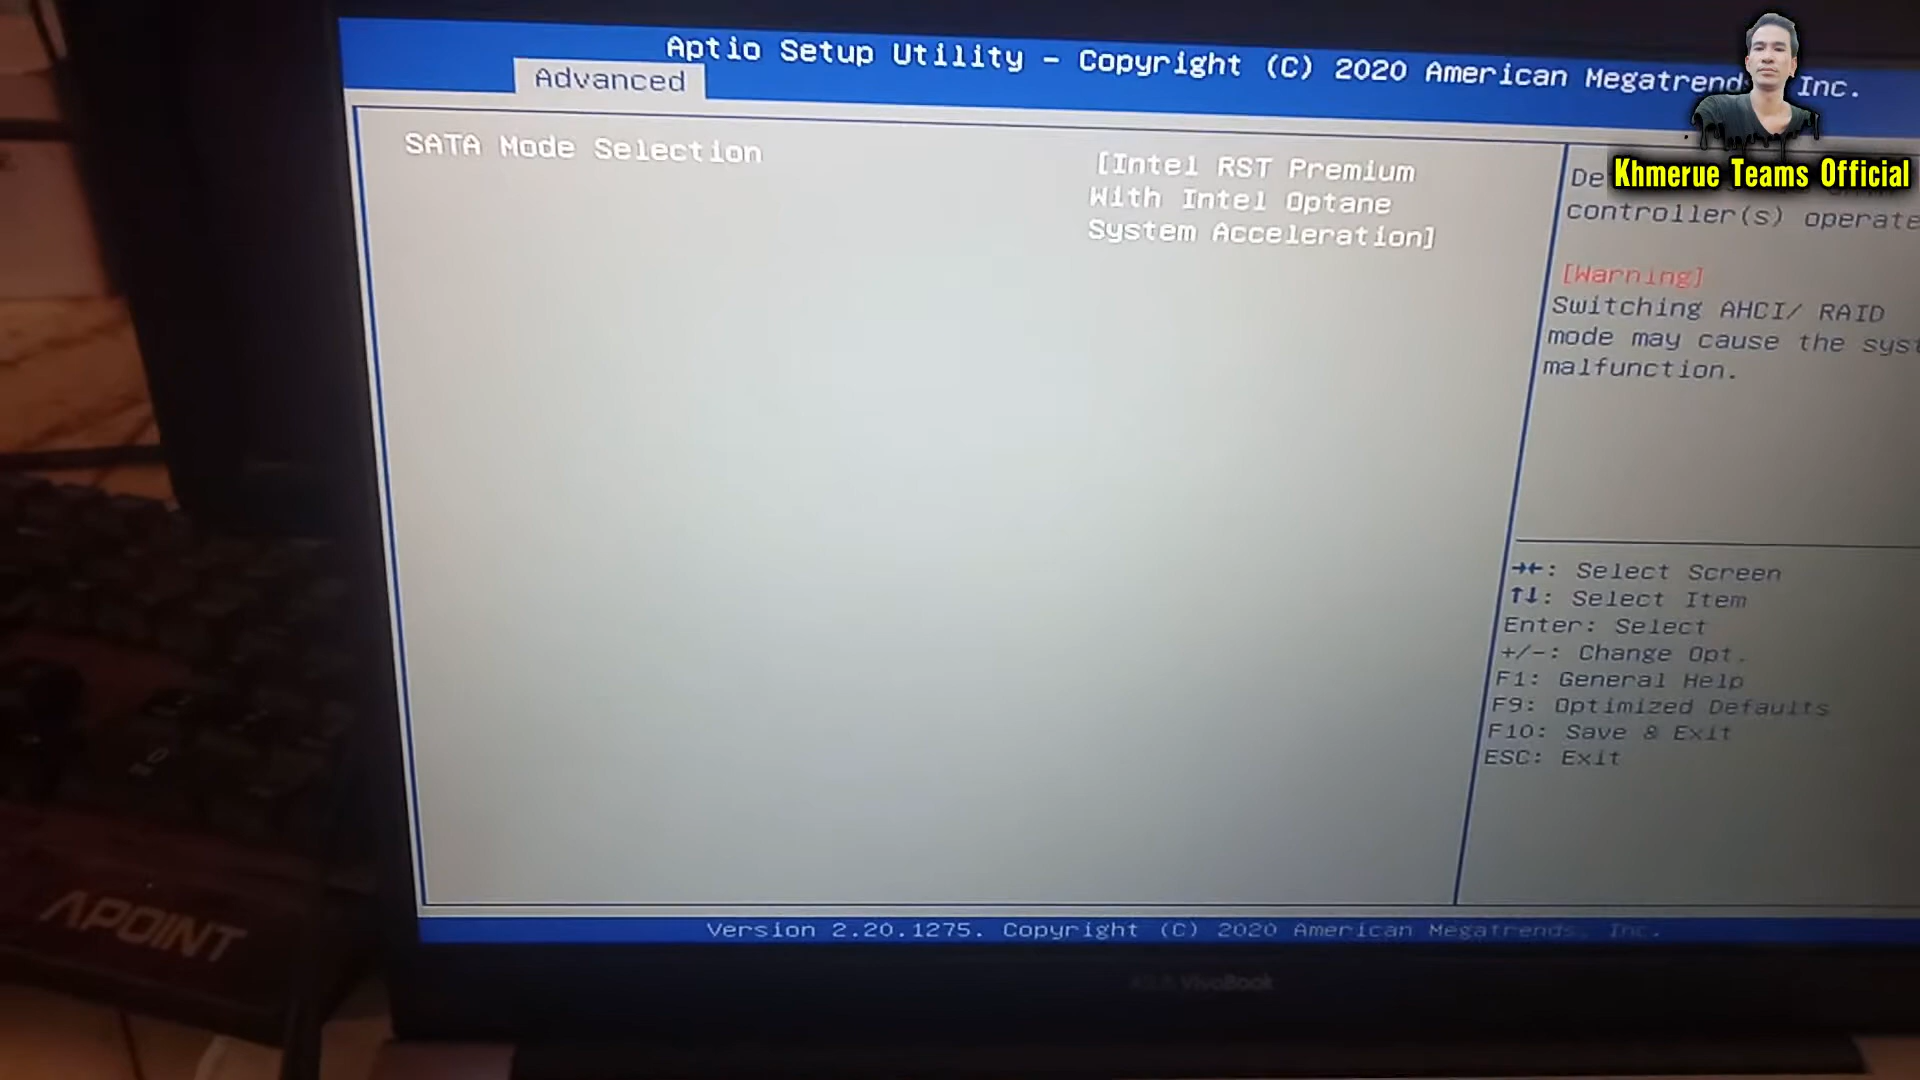 Aptio Setup Utility - Copyright (C) 2020 American Megatrends Inc.
Advanced
SATA Mode Selection
[Intel RST Premium
With Intel Optane
System Acceleration]
De
controller(s) operate
[Warning]
Switching AHCI/ RAID
mode may cause the syst
malfunction.
→←: Select Screen
↑↓: Select Item
Enter: Select
+/-: Change Opt.
F1: General Help
F9: Optimized Defaults
F10: Save & Exit
ESC: Exit
Version 2.20.1275. Copyright (C) 2020 American Megatrends, Inc.
VivoBook
APOINT
Khmerue Teams Official